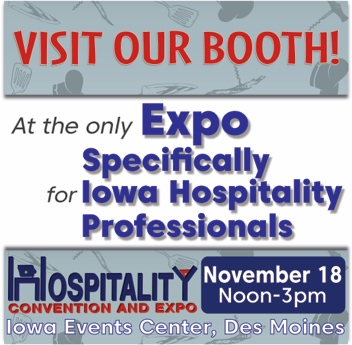 VISIT OUR BOOTH!
At the only Expo
Specifically
for Iowa Hospitality
Professionals
HOSPITALITY
CONVENTION AND EXPO
November 18
Noon-3pm
Iowa Events Center, Des Moines